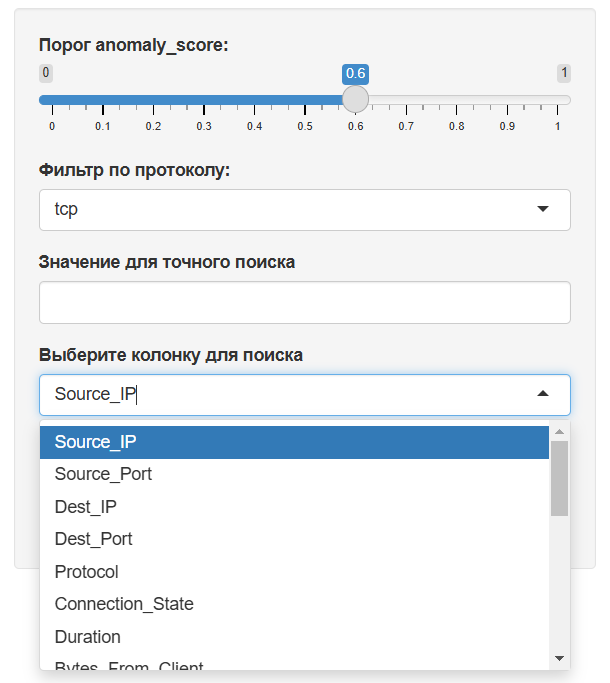 Порог anomaly_score:
0 0.6 1
0 0.1 0.2 0.3 0.4 0.5 0.6 0.7 0.8 0.9 1
Фильтр по протоколу:
tcp
Значение для точного поиска
Выберите колонку для поиска
Source_IP
Source_IP
Source_Port
Dest_IP
Dest_Port
Protocol
Connection_State
Duration
Bytes_From_Client